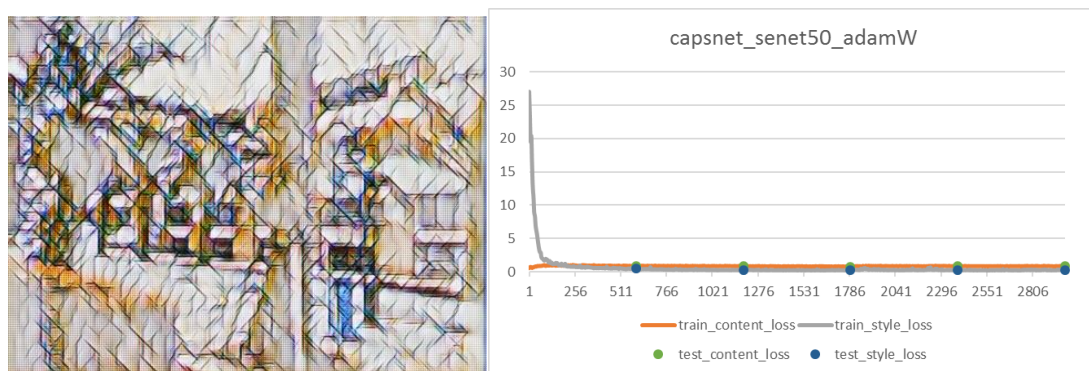 capsnet_senet50_adamW
30
25
20
15
10
5
0
1 256 511 766 1021 1276 1531 1786 2041 2296 2551 2806
train_content_loss train_style_loss
test_content_loss test_style_loss